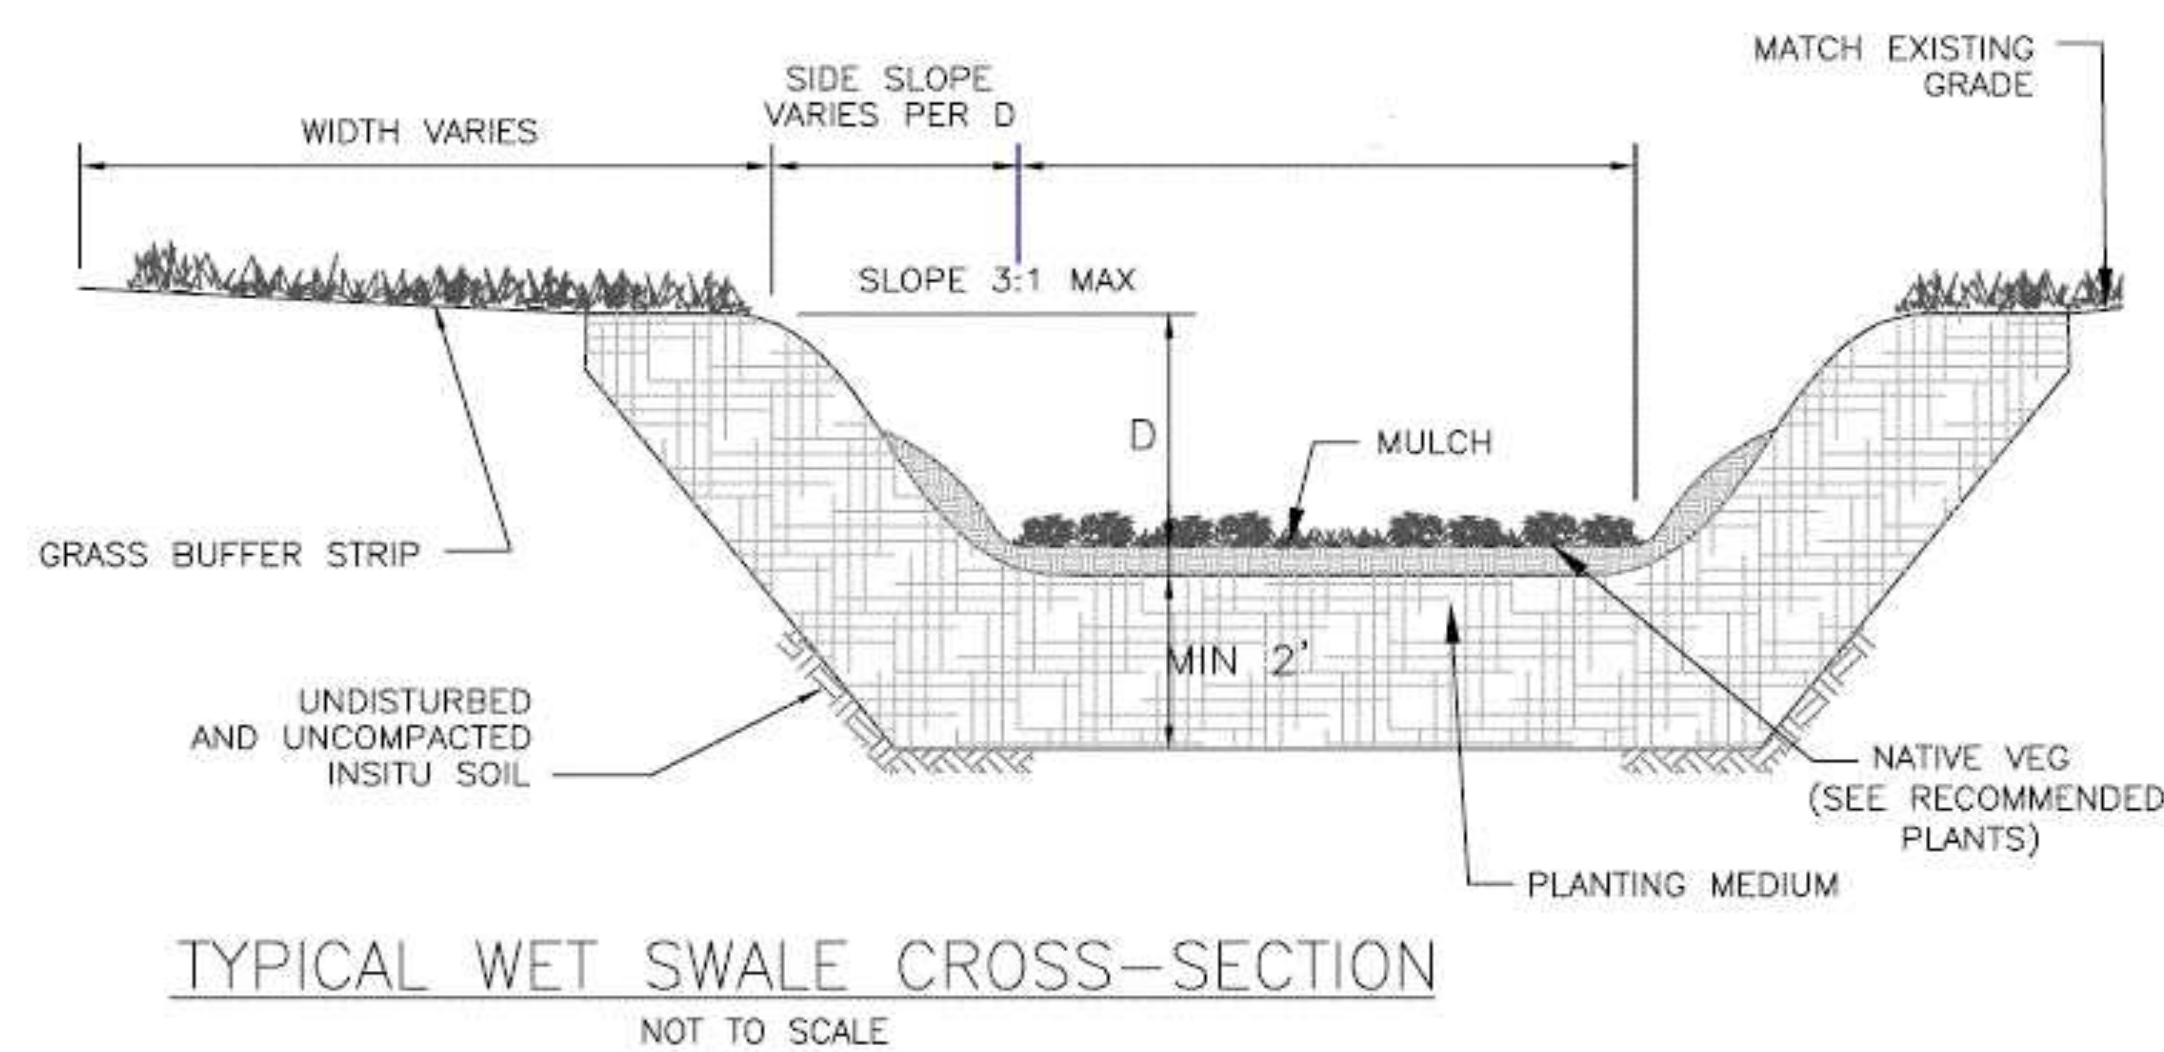 MATCH EXISTING
GRADE
SIDE SLOPE
VARIES PER D
WIDTH VARIES
SLOPE 3:1 MAX
D
MULCH
GRASS BUFFER STRIP
MIN 2'
UNDISTURBED
AND UNCOMPACTED
INSITU SOIL
NATIVE VEG
(SEE RECOMMENDED
PLANTS)
PLANTING MEDIUM
TYPICAL WET SWALE CROSS-SECTION
NOT TO SCALE